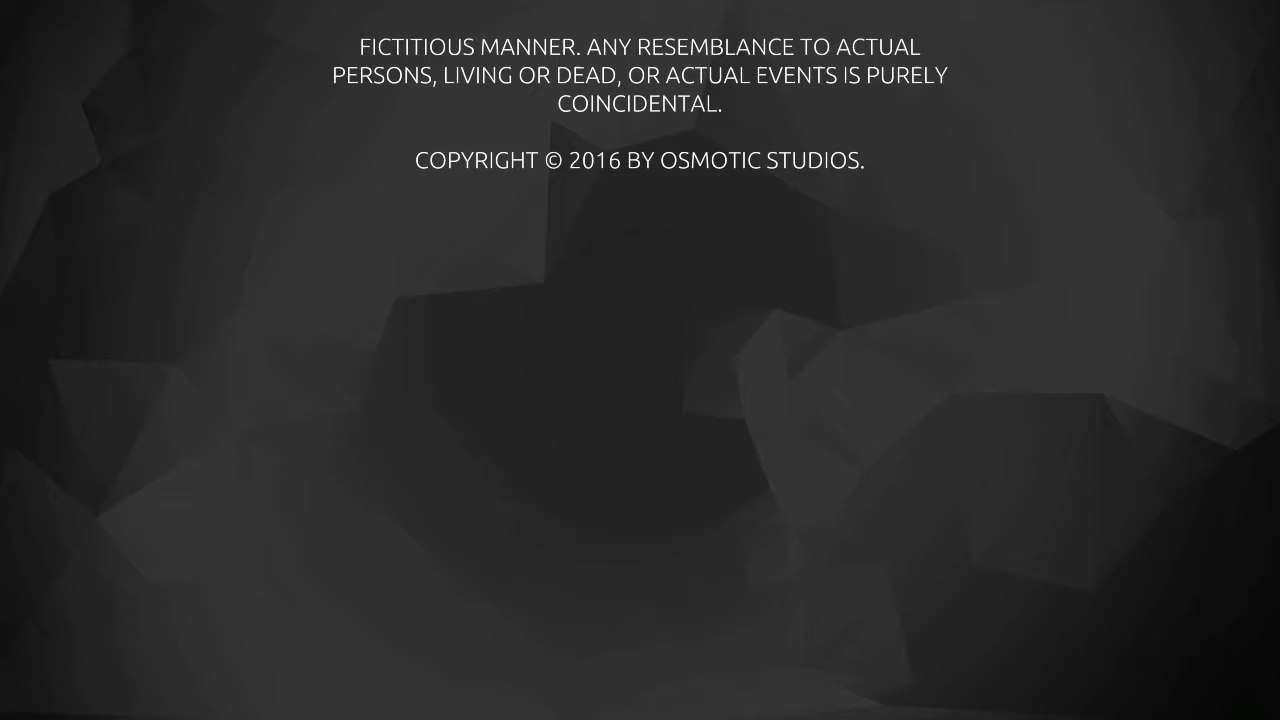 FICTITIOUS MANNER. ANY RESEMBLANCE TO ACTUAL
PERSONS, LIVING OR DEAD, OR ACTUAL EVENTS IS PURELY
COINCIDENTAL.
COPYRIGHT © 2016 BY OSMOTIC STUDIOS.